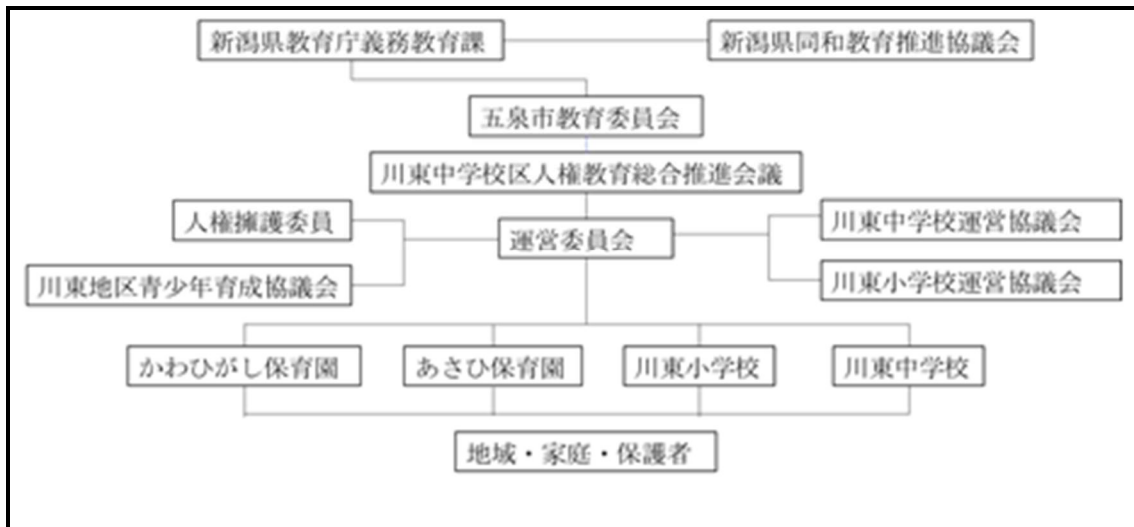 新潟県教育庁義務教育課
新潟県同和教育推進協議会
五泉市教育委員会
川東中学校区人権教育総合推進会議
人権擁護委員
運営委員会
川東中学校運営協議会
川東地区青少年育成協議会
川東小学校運営協議会
かわひがし保育園
あさひ保育園
川東小学校
川東中学校
地域・家庭・保護者